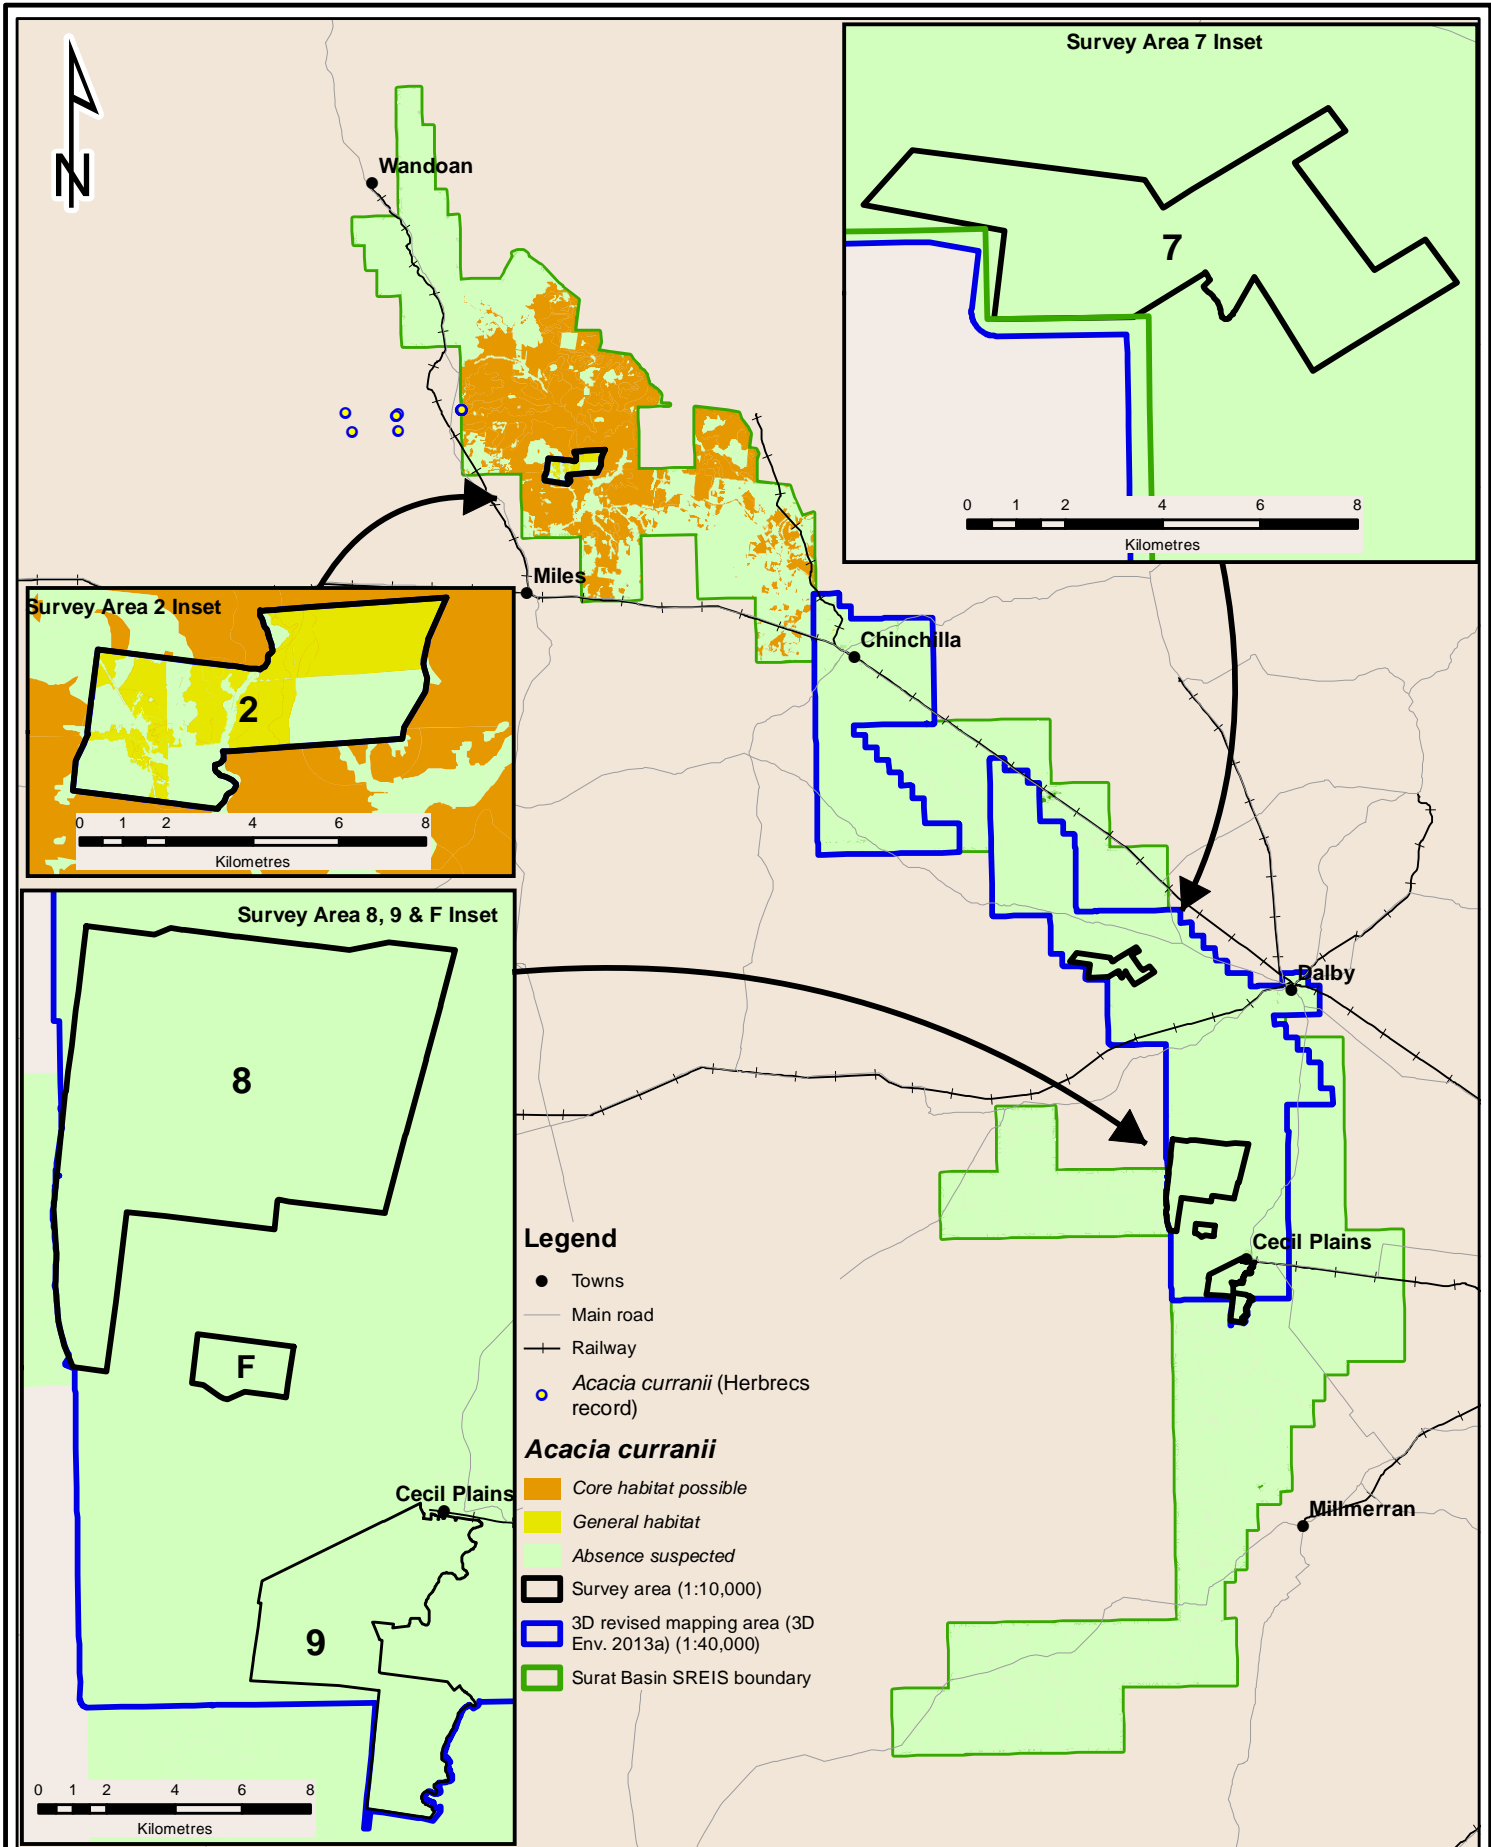 Survey Area 7 Inset
N
Wandoan
7
0 1 2 4 6 8
Kilometres
Miles
Survey Area 2 Inset
2
0 1 2 4 6 8
Kilometres
Chinchilla
Survey Area 8, 9 & F Inset
8
F
Cecil Plains
9
0 1 2 4 6 8
Kilometres
Dalby
Cecil Plains
Millmerran
Legend
Towns
Main road
Railway
Acacia curranii (Herbrecs
record)
Acacia curranii
Core habitat possible
General habitat
Absence suspected
Survey area (1:10,000)
3D revised mapping area (3D
Env. 2013a) (1:40,000)
Surat Basin SREIS boundary